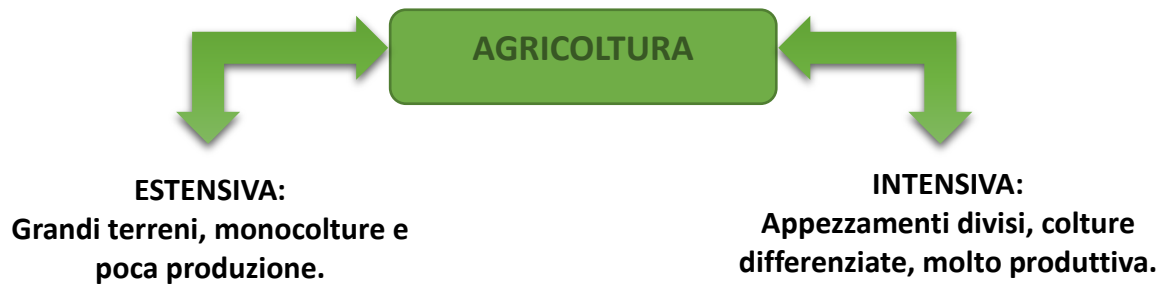 AGRICOLTURA
ESTENSIVA:
Grandi terreni, monocolture e
poca produzione.
INTENSIVA:
Appezzamenti divisi, colture
differenziate, molto produttiva.